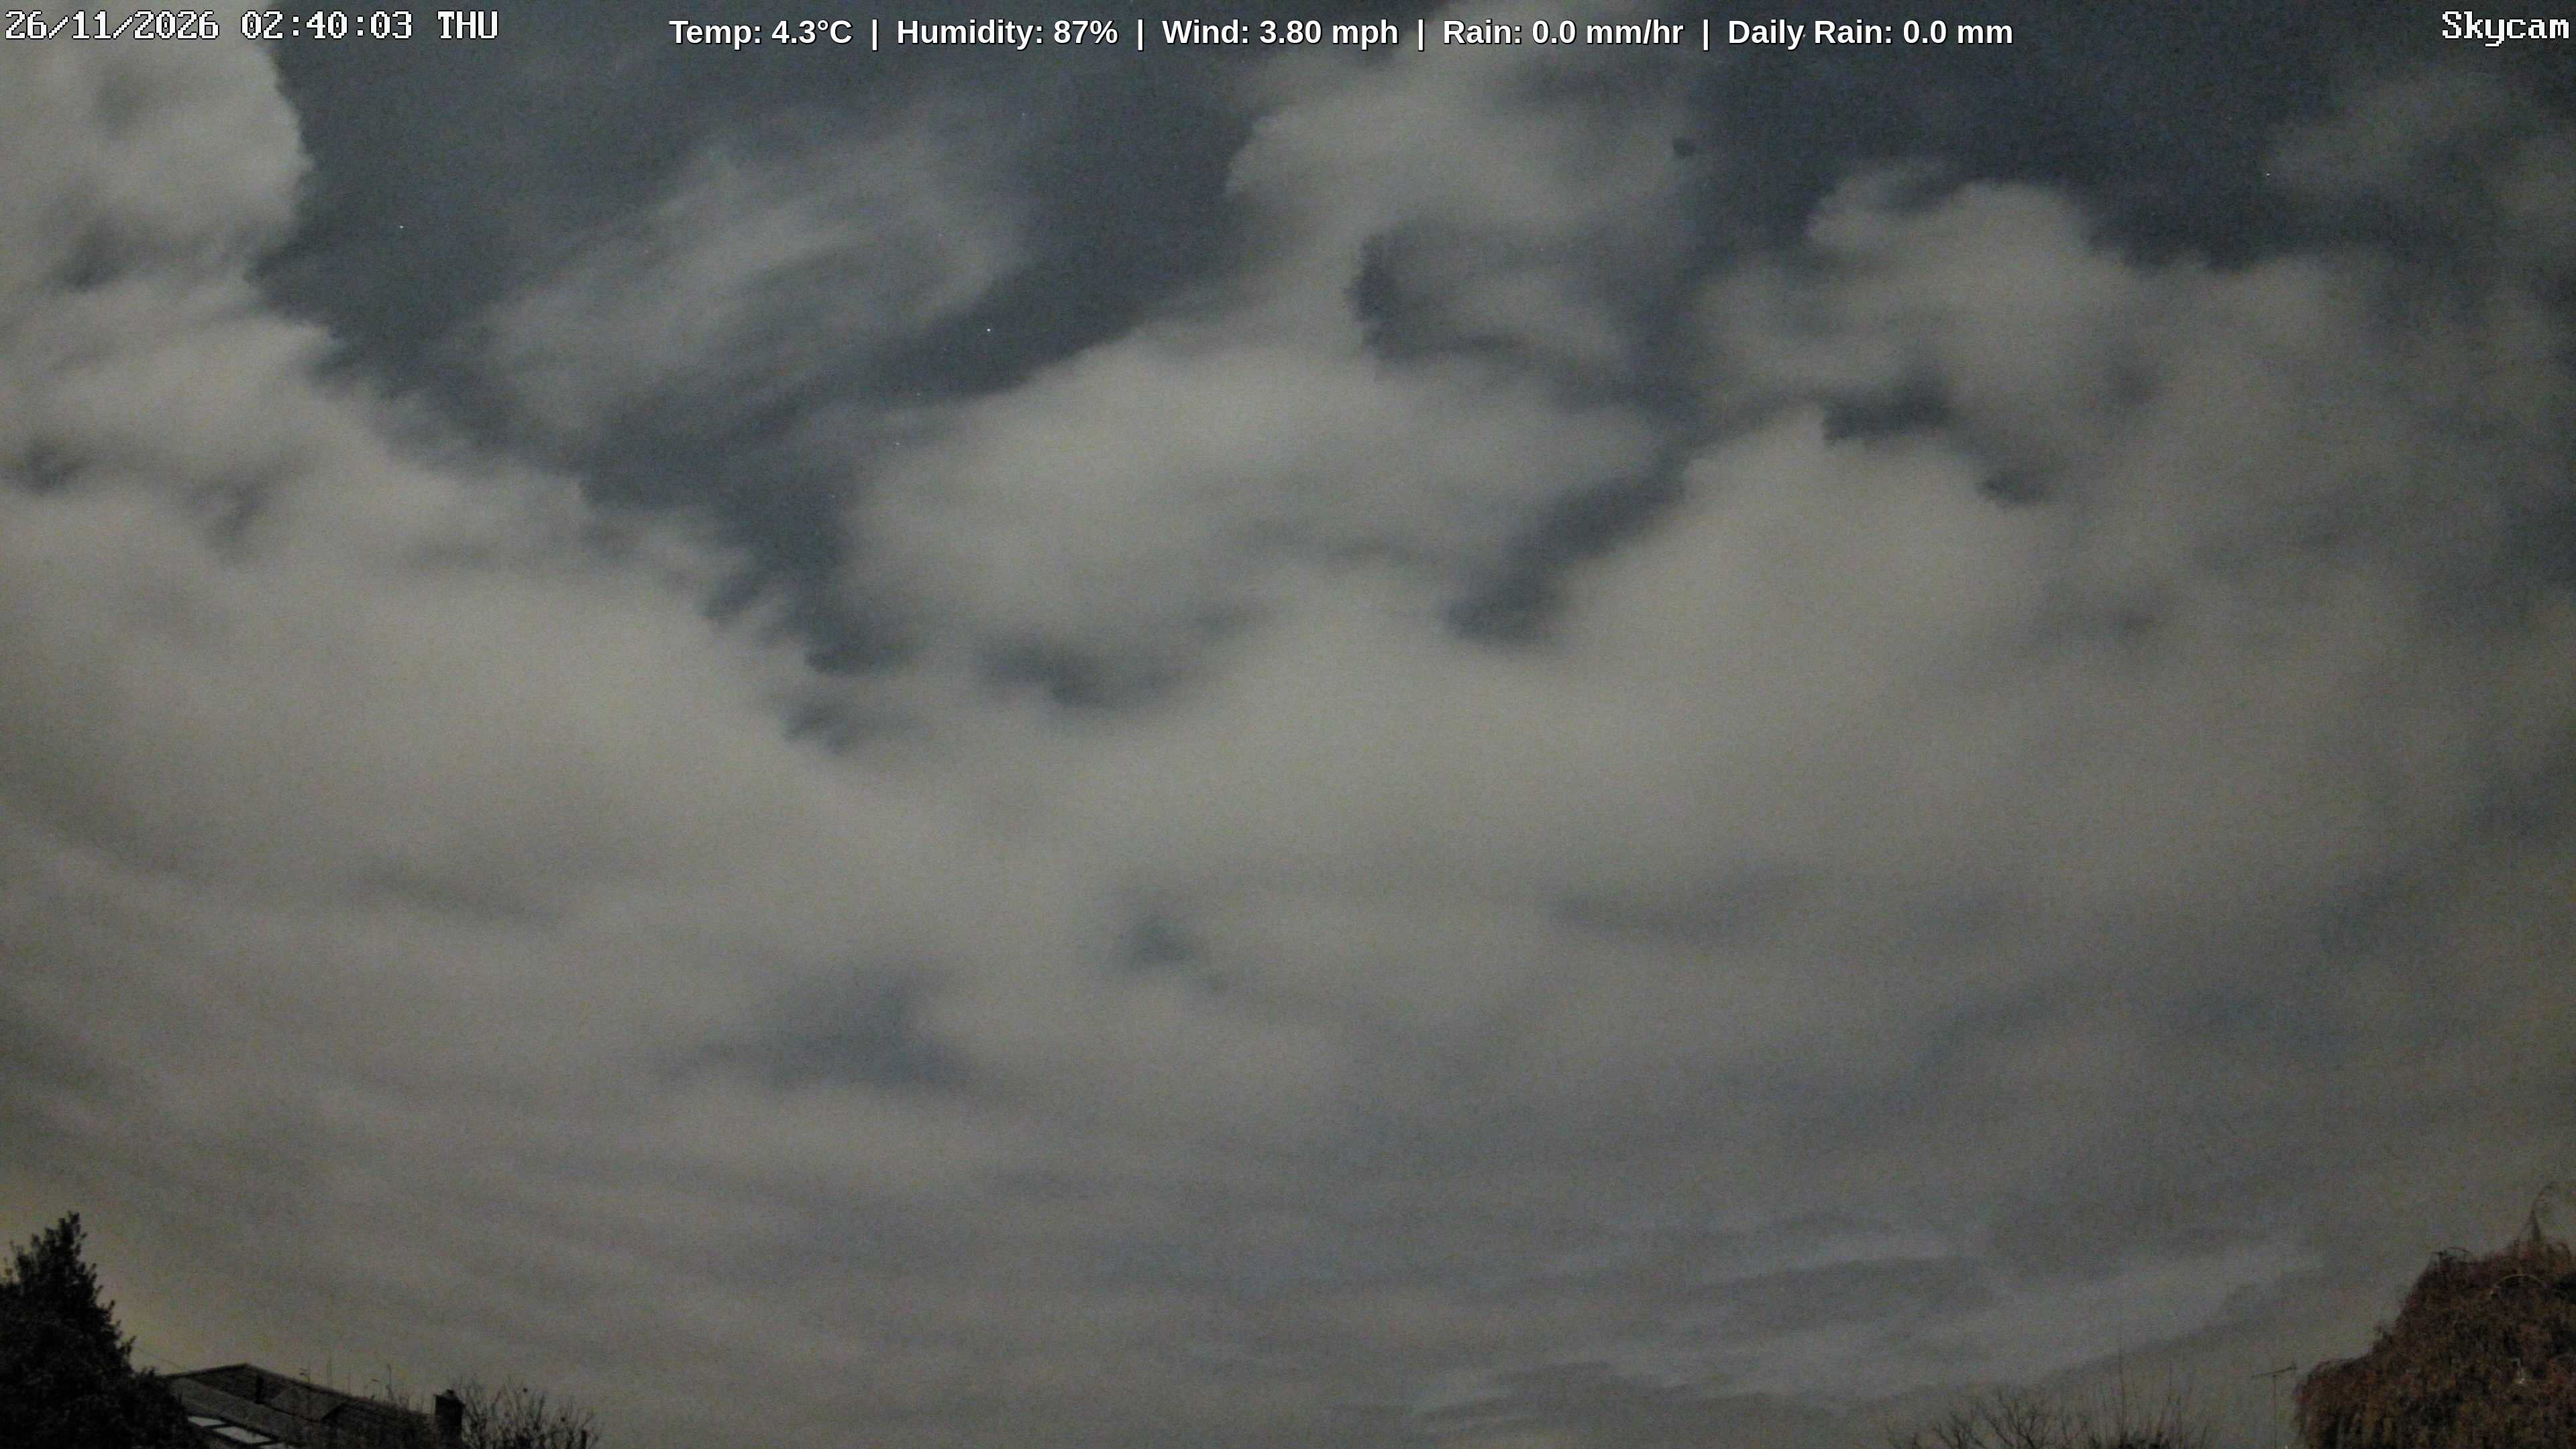 26/11/2026 02:40:03 THU
Temp: 4.3°C | Humidity: 87% | Wind: 3.80 mph | Rain: 0.0 mm/hr | Daily Rain: 0.0 mm
Skycam